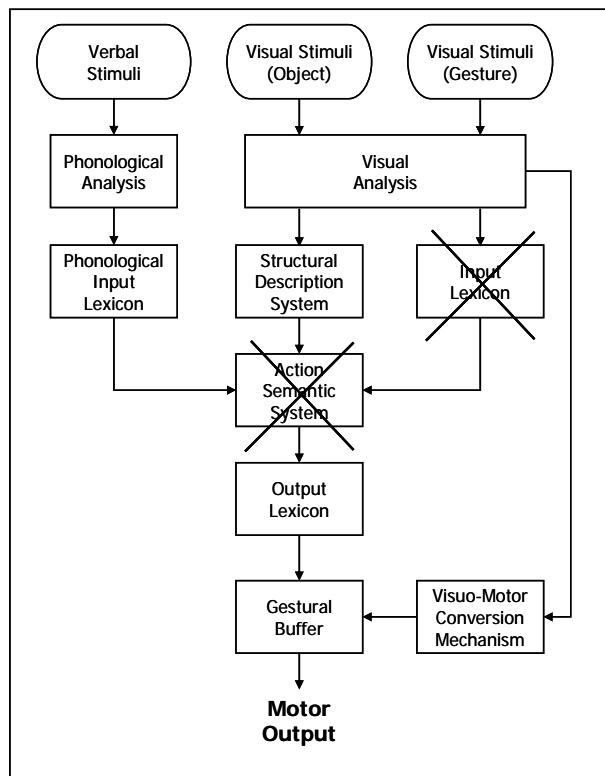 Verbal
Stimuli
Visual Stimuli
(Object)
Visual Stimuli
(Gesture)
Phonological
Analysis
Visual
Analysis
Phonological
Input
Lexicon
Structural
Description
System
Input
Lexicon
Action
Semantic
System
Output
Lexicon
Gestural
Buffer
Visuo-Motor
Conversion
Mechanism
Motor
Output